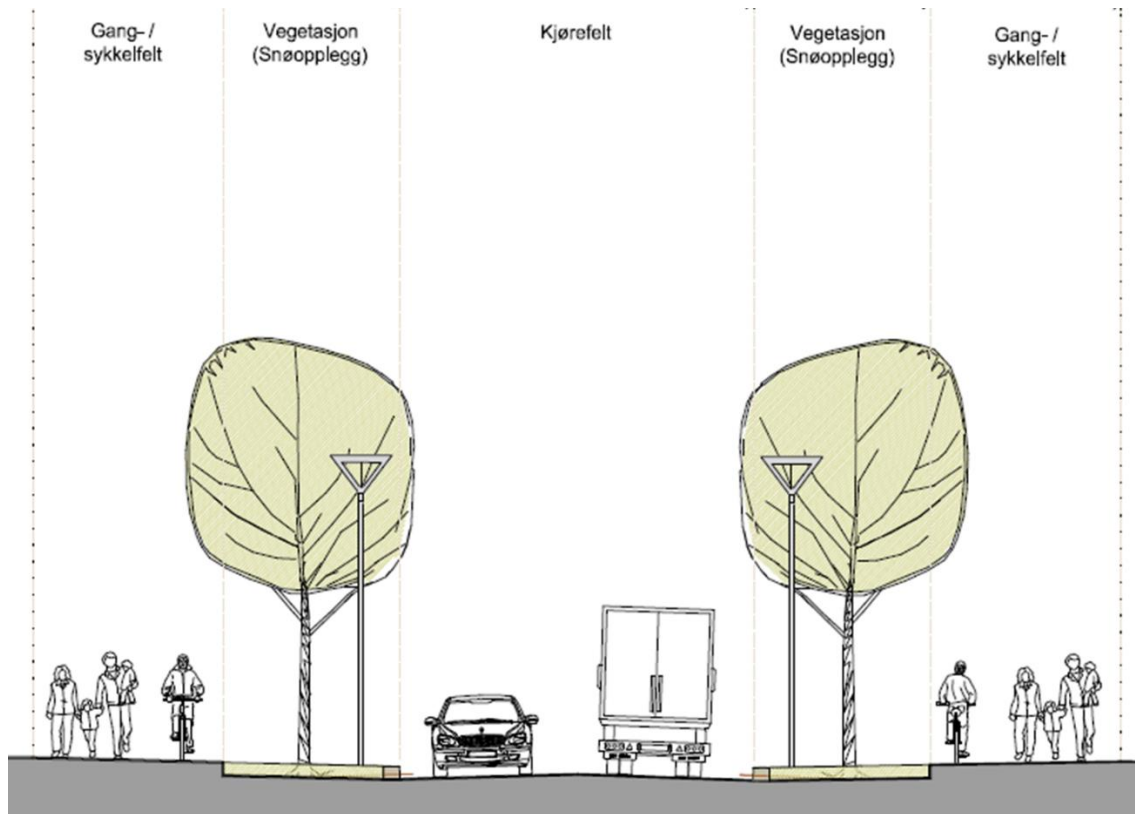 Gang- /
sykkelfelt
Vegetasjon
(Snøopplegg)
Kjørefelt
Vegetasjon
(Snøopplegg)
Gang- /
sykkelfelt